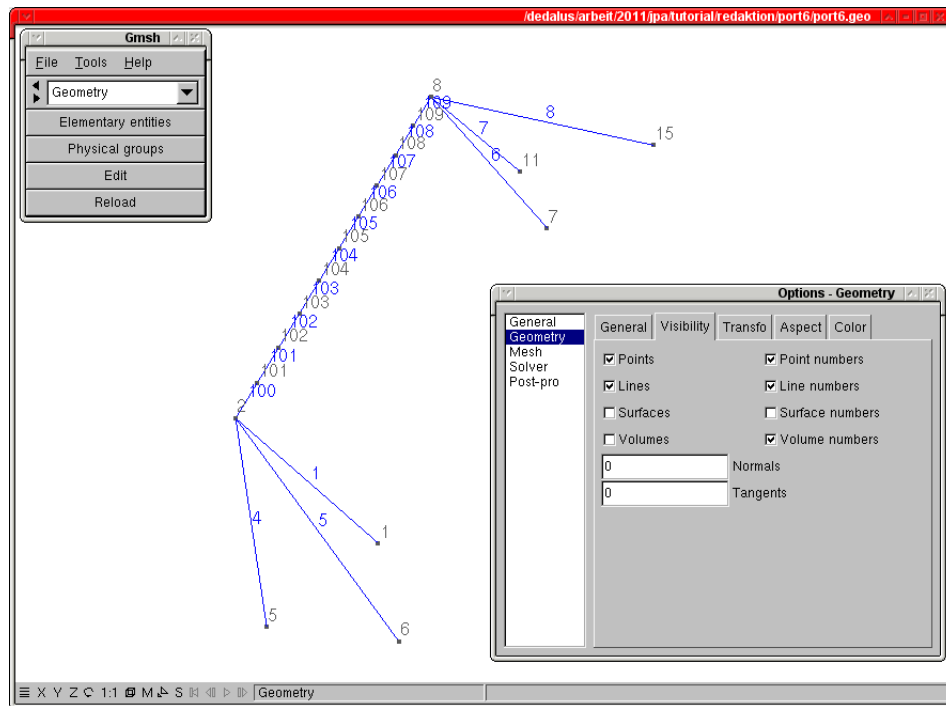 /dedalus/arbeit/2011/jpa/tutorial/redaktion/port6/port6.geo
Gmsh
File Tools Help
Geometry
Elementary entities
Physical groups
Edit
Reload
8
109
109
108
108
107
107
106
106
105
105
104
104
103
103
102
102
101
101
100
2
8
15
7
11
6
7
1
4
5
1
5
6
Options - Geometry
General
Geometry
Mesh
Solver
Post-pro
General Visibility Transfo Aspect Color
Points Point numbers
Lines Line numbers
Surfaces Surface numbers
Volumes Volume numbers
0 Normals
0 Tangents
X Y Z 1:1 M S Geometry